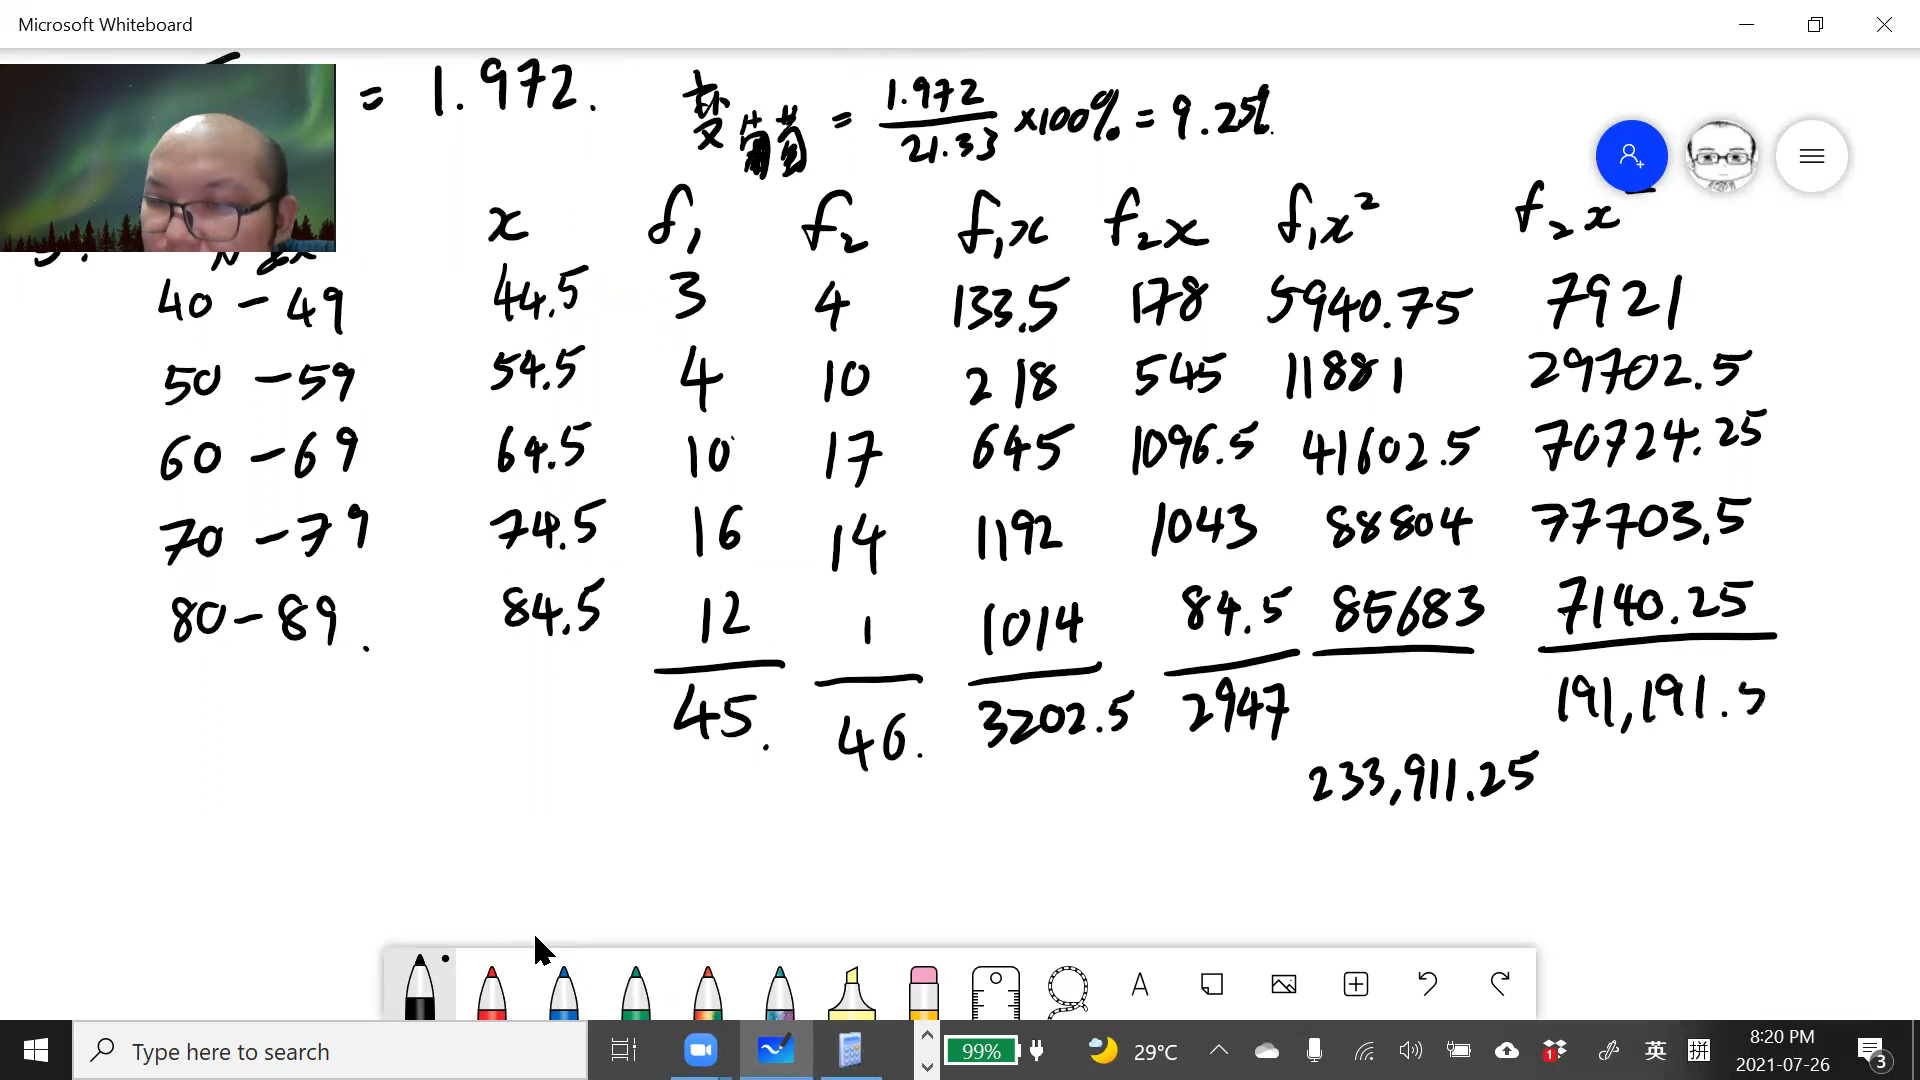 Microsoft Whiteboard
= 1.972.
= 1.972 / 21.33 ×100% = 9.25%.
x f₁ f₂ f₁x f₂x f₁x² f₂x
40 – 49 44.5 3 4 133.5 178 5940.75 7921
50 – 59 54.5 4 10 218 545 11881 29702.5
60 – 69 64.5 10 17 645 1096.5 41602.5 70724.25
70 – 79 74.5 16 14 1192 1043 88804 77703.5
80 – 89. 84.5 12 1 1014 84.5 85683 7140.25
45. 46. 3202.5 2947 191,191.5
233,911.25
Type here to search
99%
29°C
1
英
拼
8:20 PM
2021-07-26
3